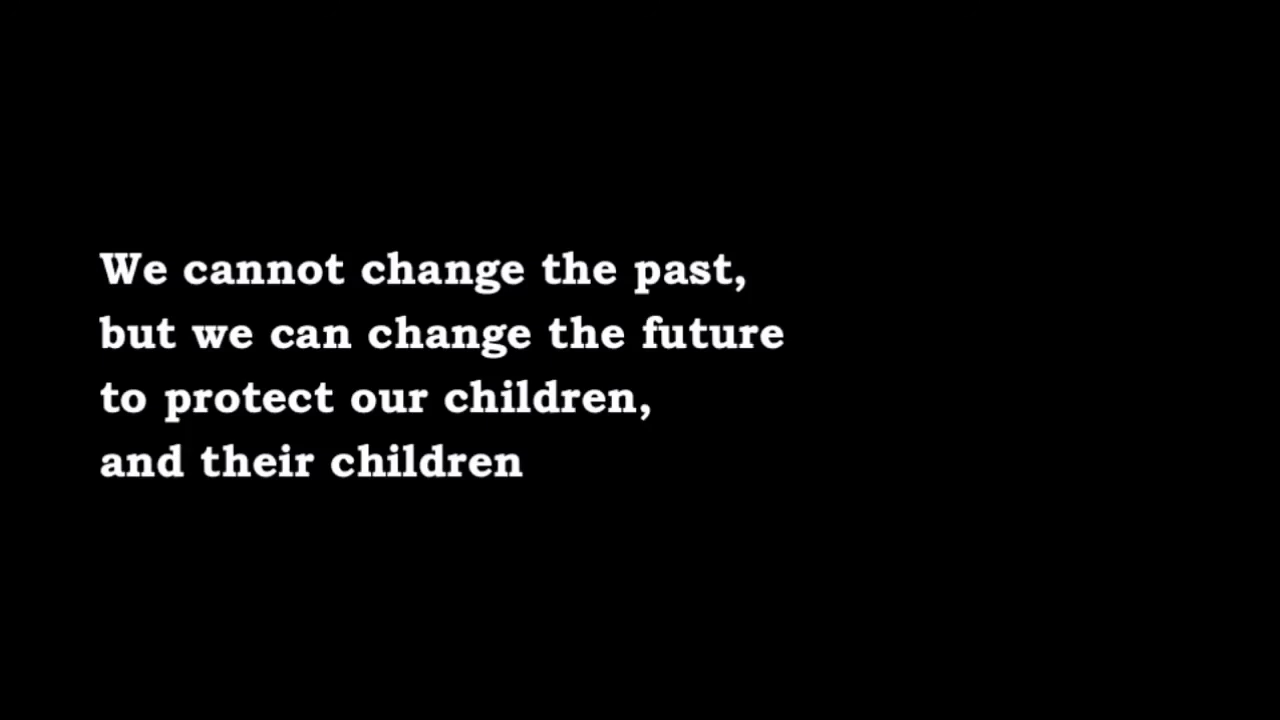 We cannot change the past,
but we can change the future
to protect our children,
and their children